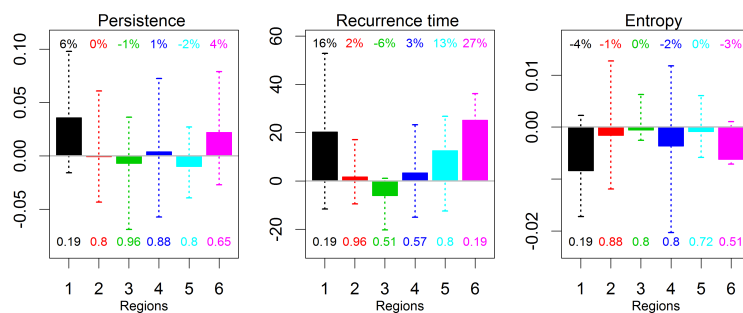 Persistence
6% 0% -1% 1% -2% 4%
0.10
0.05
0.00
-0.05
0.19 0.8 0.96 0.88 0.8 0.65
1 2 3 4 5 6
Regions
Recurrence time
16% 2% -6% 3% 13% 27%
60
40
20
0
-20
0.19 0.96 0.51 0.57 0.8 0.19
1 2 3 4 5 6
Regions
Entropy
-4% -1% 0% -2% 0% -3%
0.01
0.00
-0.02
0.19 0.88 0.8 0.8 0.72 0.51
1 2 3 4 5 6
Regions